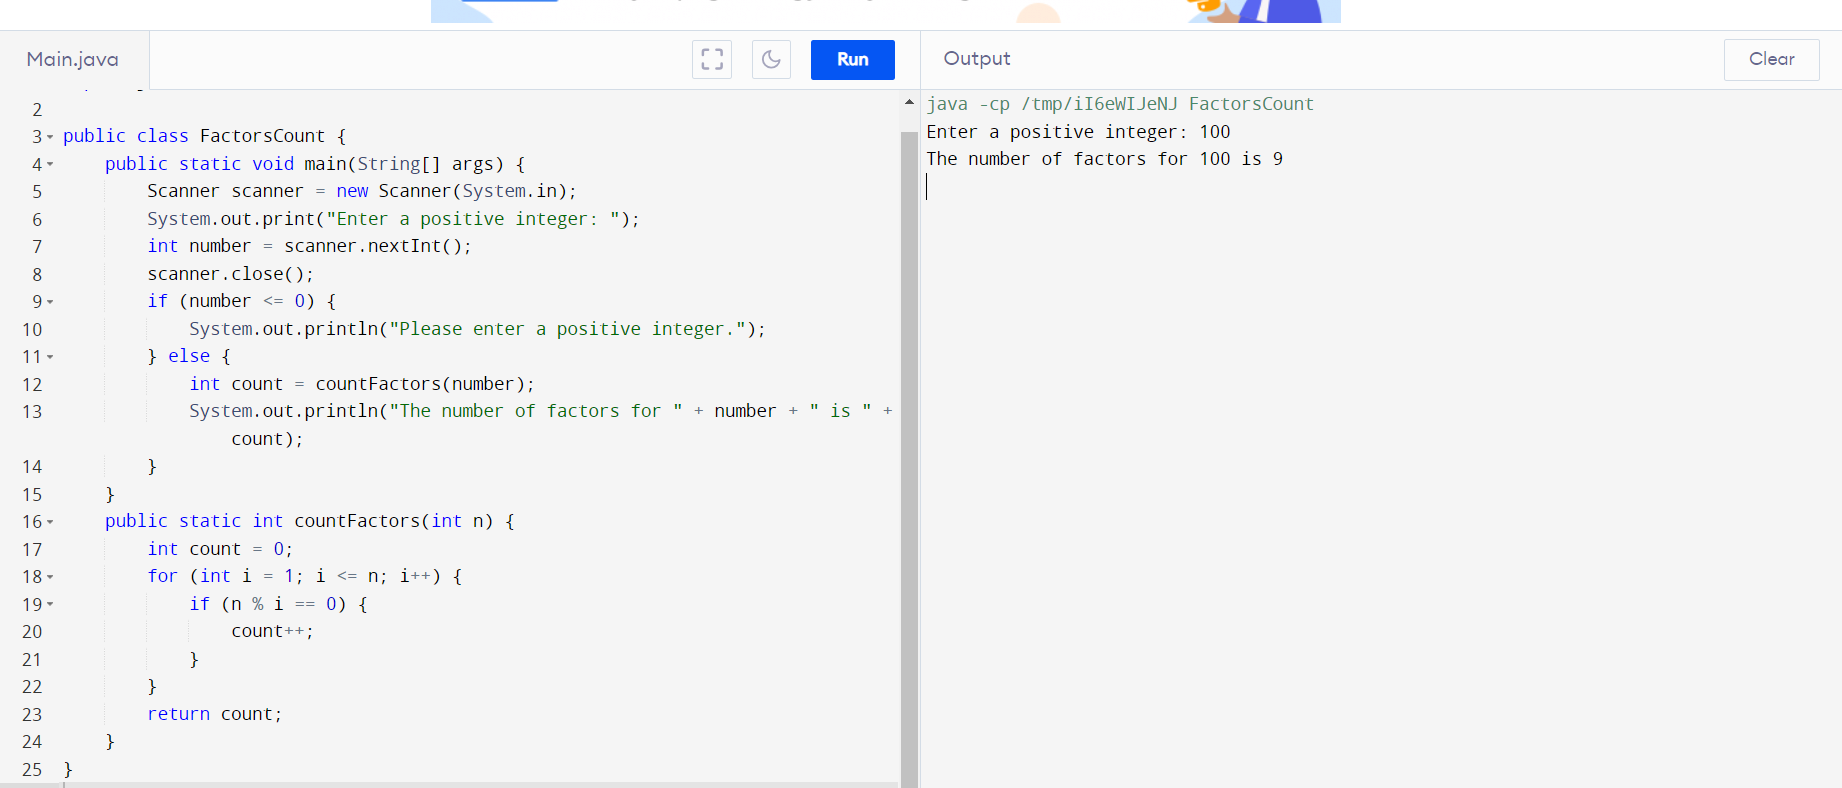 Main.java
Run
Output
Clear
2
3 public class FactorsCount {
4     public static void main(String[] args) {
5         Scanner scanner = new Scanner(System.in);
6         System.out.print("Enter a positive integer: ");
7         int number = scanner.nextInt();
8         scanner.close();
9         if (number <= 0) {
10             System.out.println("Please enter a positive integer.");
11         } else {
12             int count = countFactors(number);
13             System.out.println("The number of factors for " + number + " is " +
                count);
14         }
15     }
16     public static int countFactors(int n) {
17         int count = 0;
18         for (int i = 1; i <= n; i++) {
19             if (n % i == 0) {
20                 count++;
21             }
22         }
23         return count;
24     }
25 }
java -cp /tmp/iI6eWIJeNJ FactorsCount
Enter a positive integer: 100
The number of factors for 100 is 9